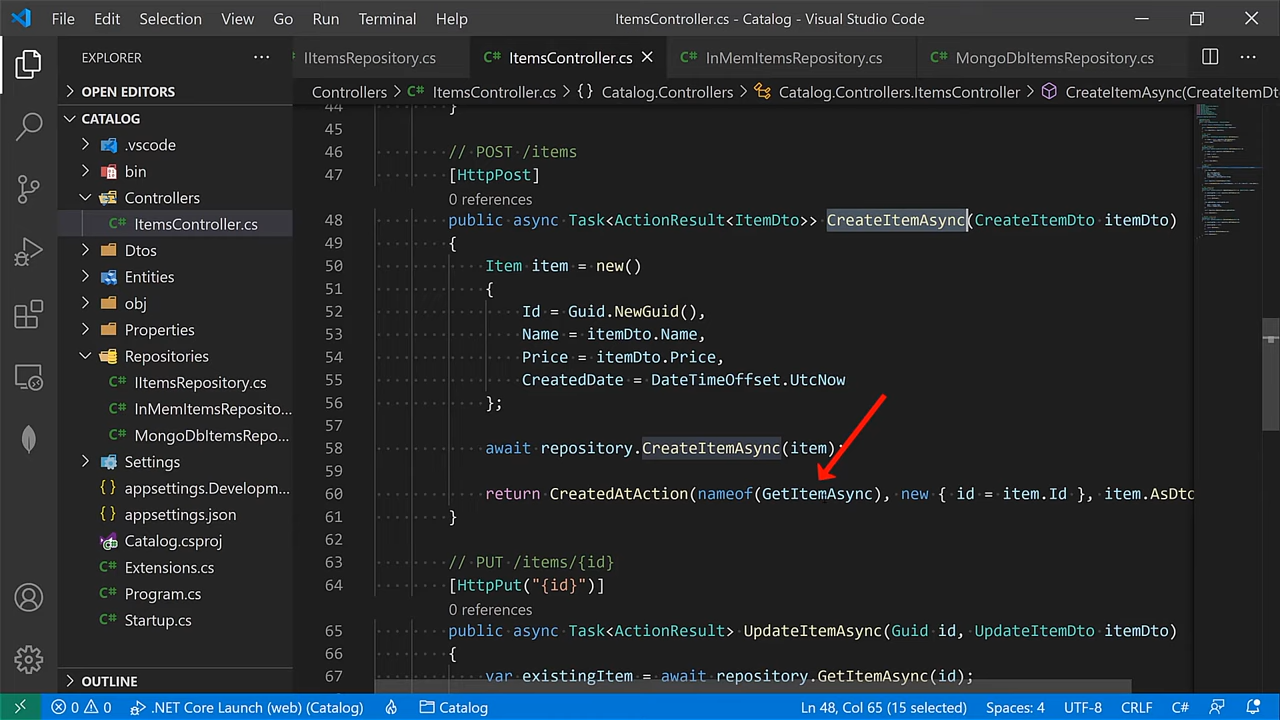 File Edit Selection View Go Run Terminal Help
ItemsController.cs - Catalog - Visual Studio Code
EXPLORER
OPEN EDITORS
CATALOG
.vscode
bin
Controllers
C# ItemsController.cs
Dtos
Entities
obj
Properties
Repositories
C# IItemsRepository.cs
C# InMemItemsReposito...
C# MongoDbItemsRepo...
Settings
{} appsettings.Developm...
{} appsettings.json
Catalog.csproj
C# Extensions.cs
C# Program.cs
C# Startup.cs
OUTLINE
IItemsRepository.cs
C# ItemsController.cs
C# InMemItemsRepository.cs
C# MongoDbItemsRepository.cs
Controllers > C# ItemsController.cs > {} Catalog.Controllers > Catalog.Controllers.ItemsController > CreateItemAsync(CreateItemDt
44 }
45
46 // POST /items
47 [HttpPost]
0 references
48 public async Task<ActionResult<ItemDto>> CreateItemAsync(CreateItemDto itemDto)
49 {
50 Item item = new()
51 {
52 Id = Guid.NewGuid(),
53 Name = itemDto.Name,
54 Price = itemDto.Price,
55 CreatedDate = DateTimeOffset.UtcNow
56 };
57
58 await repository.CreateItemAsync(item);
59
60 return CreatedAtAction(nameof(GetItemAsync), new { id = item.Id }, item.AsDto
61 }
62
63 // PUT /items/{id}
64 [HttpPut("{id}")]
0 references
65 public async Task<ActionResult> UpdateItemAsync(Guid id, UpdateItemDto itemDto)
66 {
67 var existingItem = await repository.GetItemAsync(id);
0 0 .NET Core Launch (web) (Catalog) Catalog Ln 48, Col 65 (15 selected) Spaces: 4 UTF-8 CRLF C#